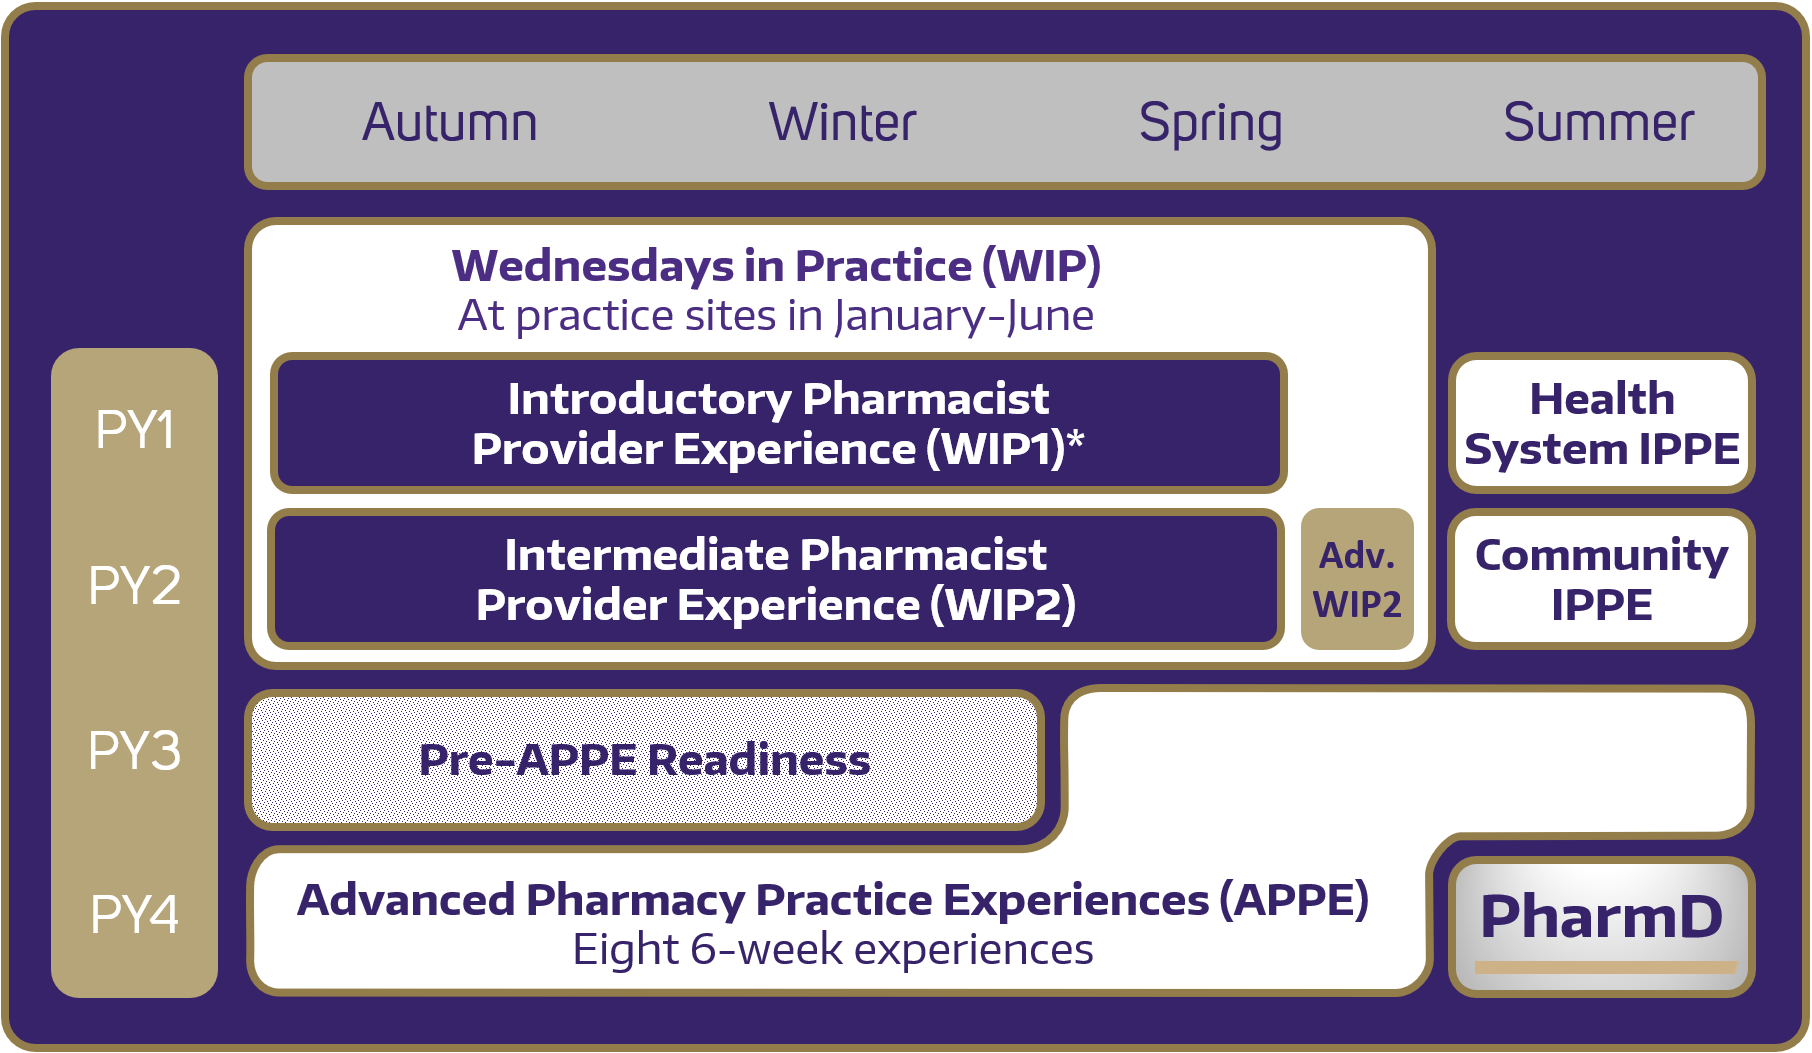 Autumn Winter Spring Summer
Wednesdays in Practice (WIP)
At practice sites in January-June
PY1
Introductory Pharmacist
Provider Experience (WIP1)*
Health
System IPPE
PY2
Intermediate Pharmacist
Provider Experience (WIP2)
Adv.
WIP2
Community
IPPE
PY3
Pre-APPE Readiness
PY4
Advanced Pharmacy Practice Experiences (APPE)
Eight 6-week experiences
PharmD